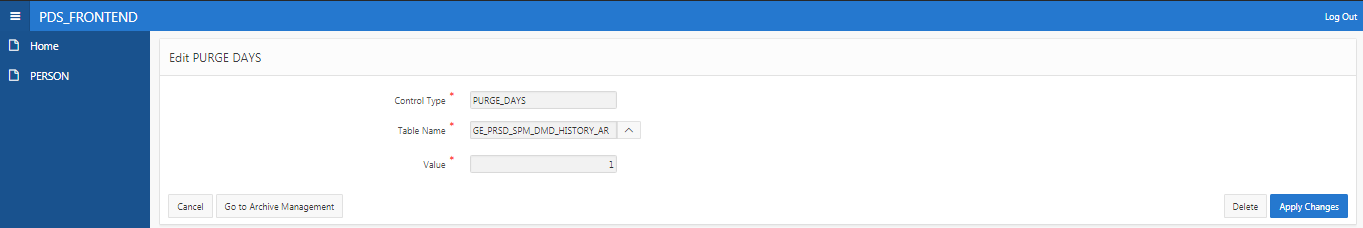 PDS_FRONTEND
Log Out
Home
PERSON
Edit PURGE DAYS
Control Type *
PURGE_DAYS
Table Name *
GE_PRSD_SPM_DMD_HISTORY_AR
Value *
1
Cancel
Go to Archive Management
Delete
Apply Changes